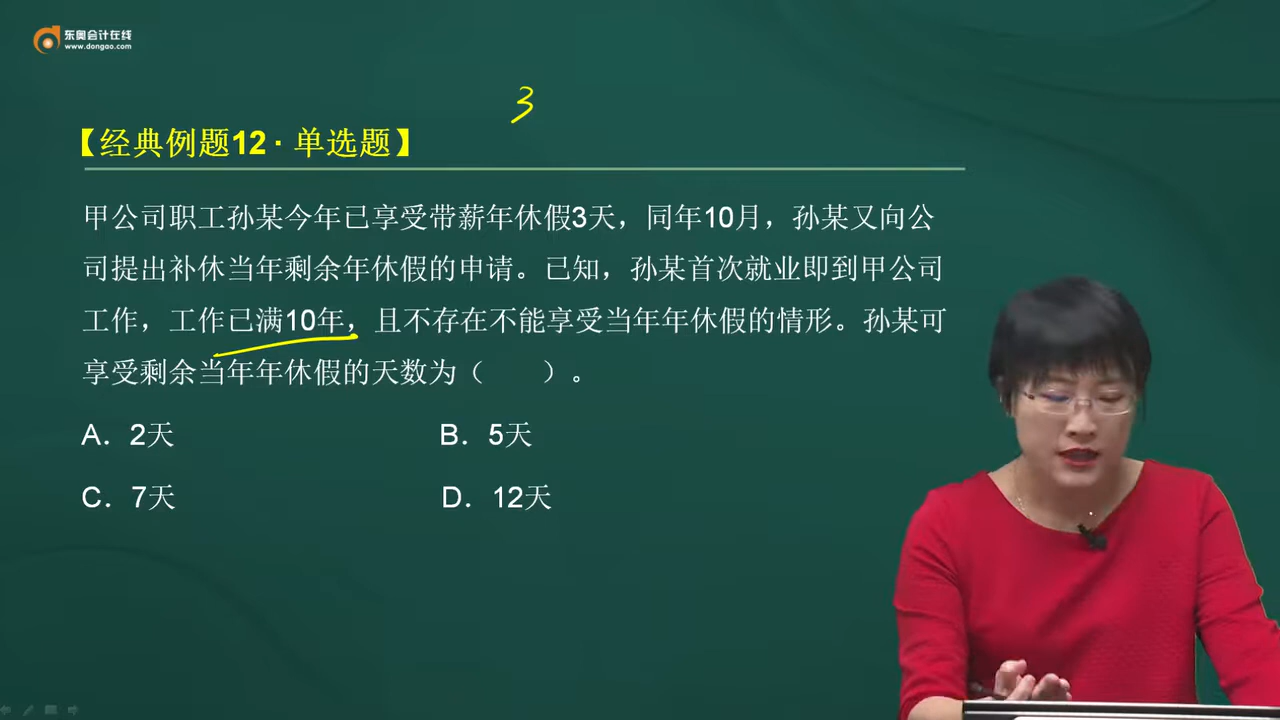 东奥会计在线
www.dongao.com
3
【经典例题12 · 单选题】
甲公司职工孙某今年已享受带薪年休假3天，同年10月，孙某又向公
司提出补休当年剩余年休假的申请。已知，孙某首次就业即到甲公司
工作，工作已满10年，且不存在不能享受当年年休假的情形。孙某可
享受剩余当年年休假的天数为（　　）。
A．2天
B．5天
C．7天
D．12天